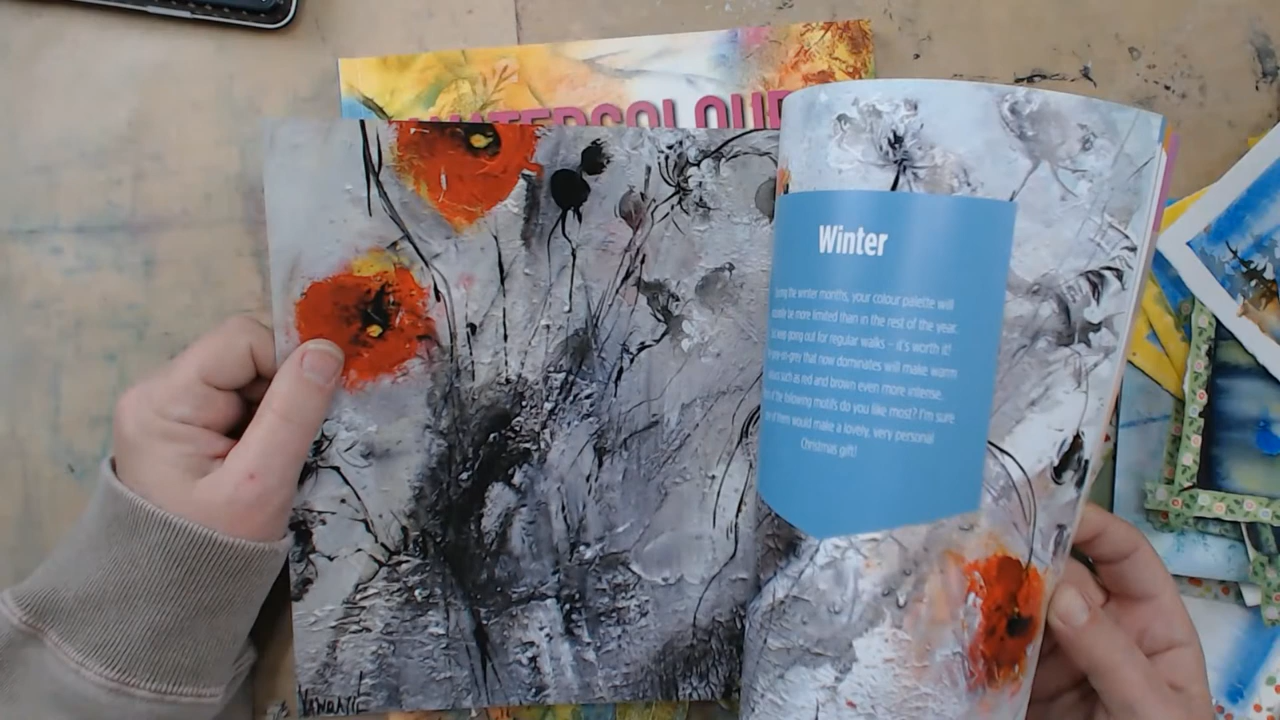 WATERCOLOUR
Winter
the winter months, your colour palette will
be more limited than in the rest of the year.
keep going out for regular walks – it's worth it!
that now dominates will make warm
such as red and brown even more intense.
of the following motifs do you like most? I'm sure
of them would make a lovely, very personal
Christmas gift!